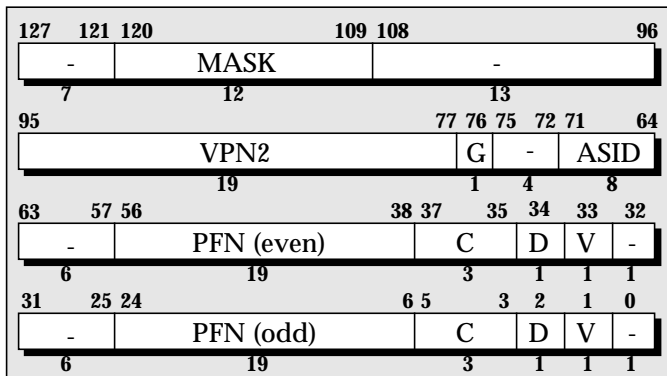 127 121 120 109 108 96
- MASK -
7 12 13
95 77 76 75 72 71 64
VPN2 G - ASID
19 1 4 8
63 57 56 38 37 35 34 33 32
- PFN (even) C D V -
6 19 3 1 1 1
31 25 24 6 5 3 2 1 0
- PFN (odd) C D V -
6 19 3 1 1 1